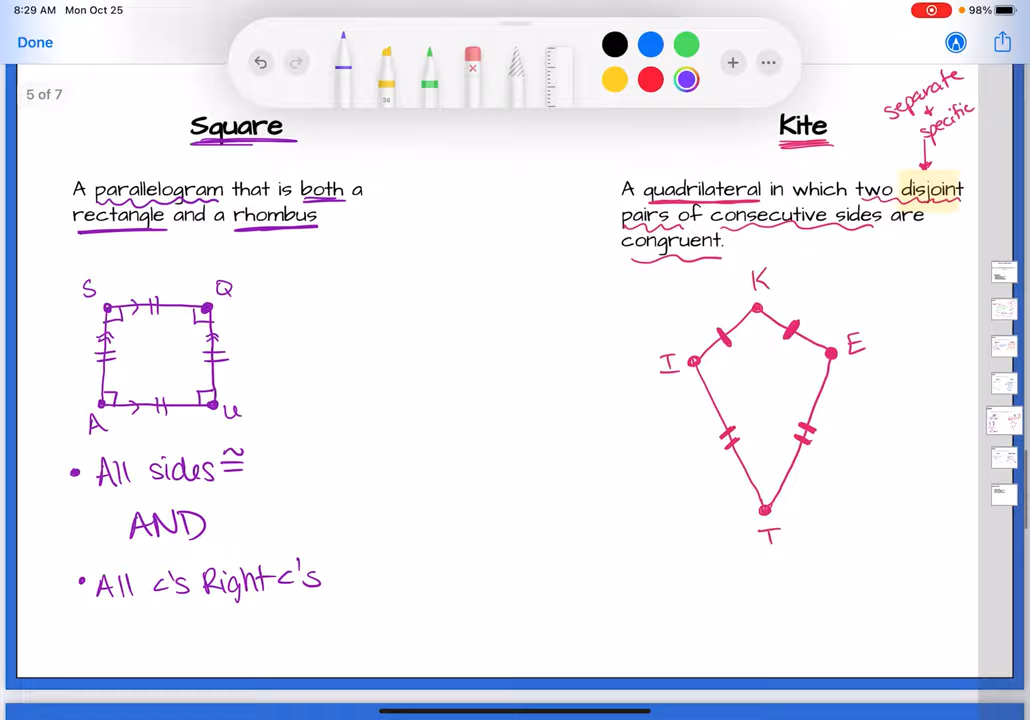 8:29 AM Mon Oct 25
98%
Done
36
5 of 7
Square
A parallelogram that is both a
rectangle and a rhombus
S
Q
A
U
• All sides ≅
AND
• All <'s Right <'s
separate
+
specific
Kite
A quadrilateral in which two disjoint
pairs of consecutive sides are
congruent.
K
I
E
T